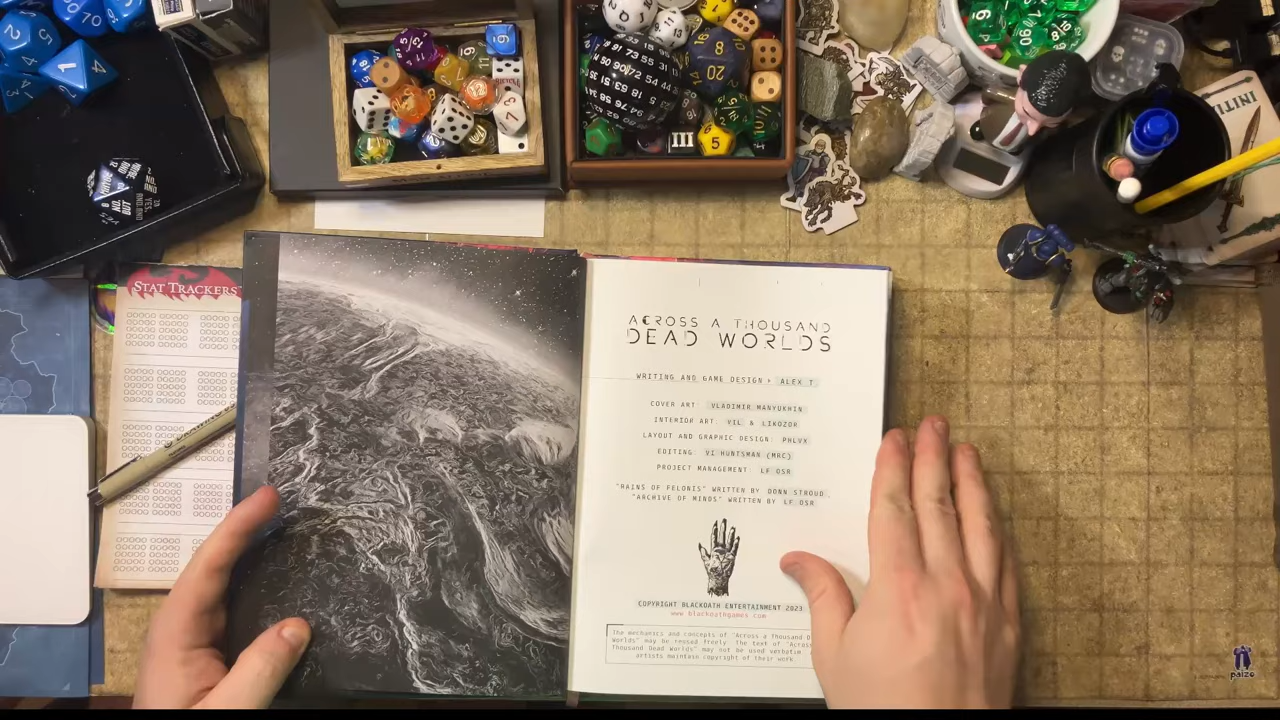 INITI
STAT TRACKERS
ACROSS A THOUSAND
DEAD WORLDS
WRITING AND GAME DESIGN: ALEX T
COVER ART: VLADIMIR MANYUKHIN
INTERIOR ART: VIL & LIKOZOR
LAYOUT AND GRAPHIC DESIGN: PHLVX
EDITING: VI HUNTSMAN (MRC)
PROJECT MANAGEMENT: LF OSR
"RAINS OF FELONIS" WRITTEN BY DONN STROUD
"ARCHIVE OF MINDS" WRITTEN BY LF OSR
COPYRIGHT BLACKOATH ENTERTAINMENT 2023
www.blackoathgames.com
The mechanics and concepts of "Across a Thousand D
Worlds" may be reused freely. The text of "Across
Thousand Dead Worlds" may not be used verbatim
artists maintain copyright of their work.
paizo